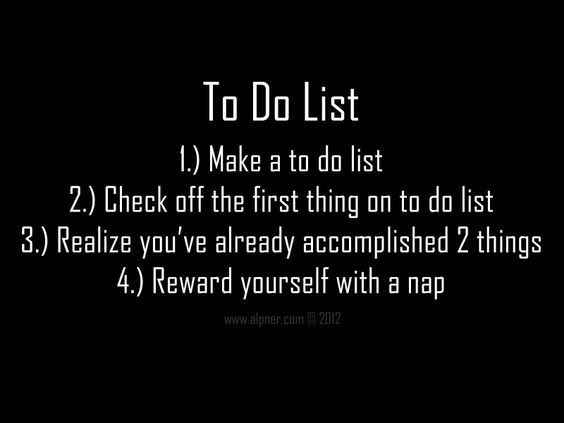 To Do List
1.) Make a to do list
2.) Check off the first thing on to do list
3.) Realize you've already accomplished 2 things
4.) Reward yourself with a nap
www.alpner.com © 2012